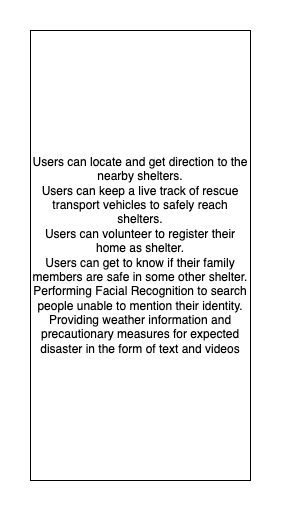 Users can locate and get direction to the
nearby shelters.
Users can keep a live track of rescue
transport vehicles to safely reach
shelters.
Users can volunteer to register their
home as shelter.
Users can get to know if their family
members are safe in some other shelter.
Performing Facial Recognition to search
people unable to mention their identity.
Providing weather information and
precautionary measures for expected
disaster in the form of text and videos